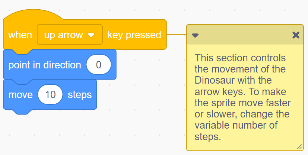 when up arrow key pressed
point in direction 0
move 10 steps
This section controls
the movement of the
Dinosaur with the
arrow keys. To make
the sprite move faster
or slower, change the
variable number of
steps.